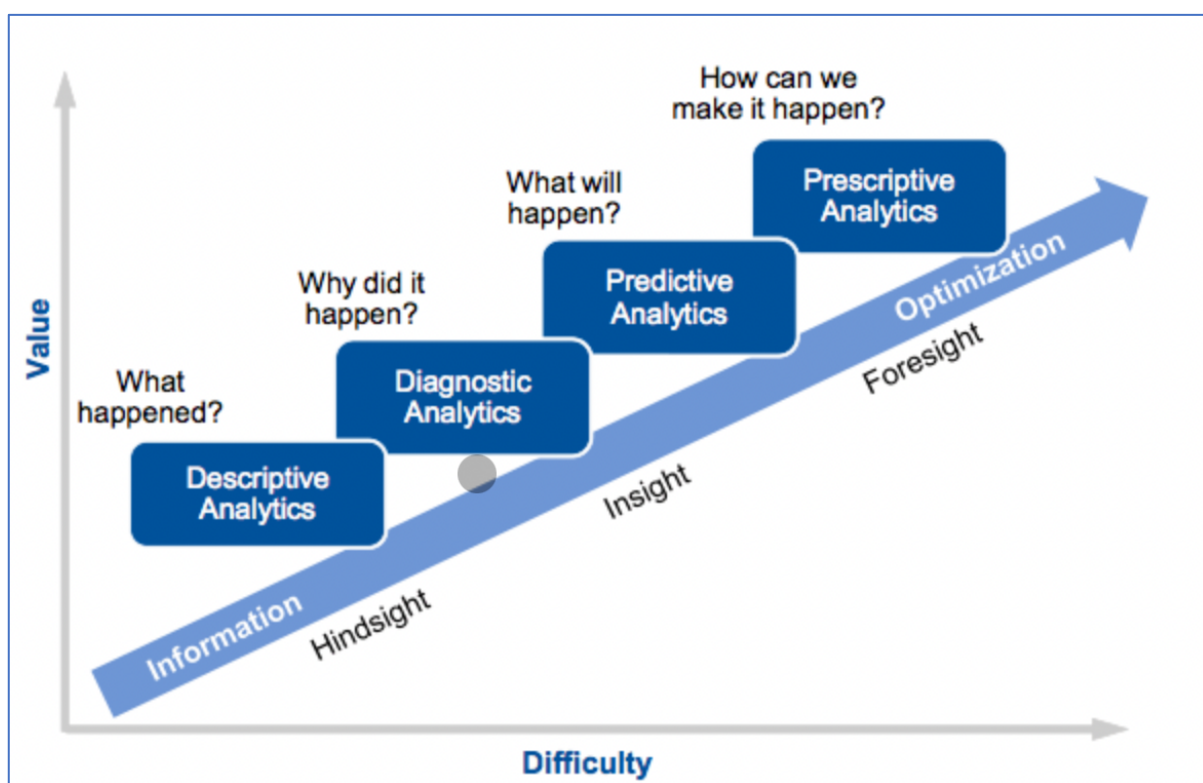 How can we
make it happen?
Prescriptive
Analytics
What will
happen?
Predictive
Analytics
Why did it
happen?
Diagnostic
Analytics
What
happened?
Descriptive
Analytics
Value
Information
Hindsight
Insight
Foresight
Optimization
Difficulty